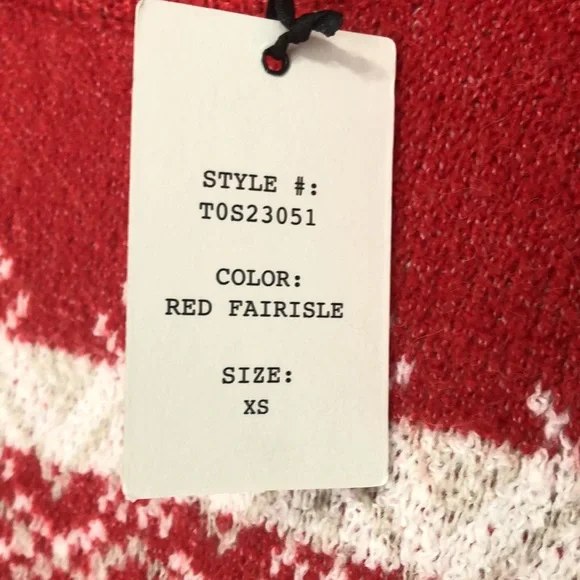 STYLE #:
T0S23051
COLOR:
RED FAIRISLE
SIZE:
XS